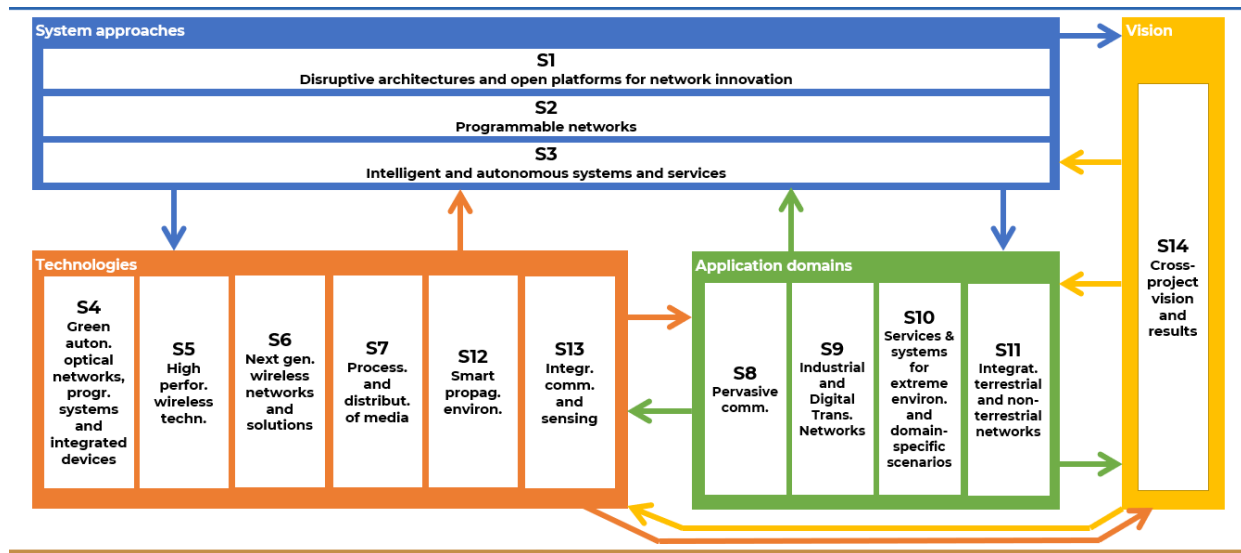 System approaches
S1
Disruptive architectures and open platforms for network innovation
S2
Programmable networks
S3
Intelligent and autonomous systems and services
Vision
S14
Cross-
project
vision
and
results
Technologies
S4
Green
auton.
optical
networks,
progr.
systems
and
integrated
devices
S5
High
perfor.
wireless
techn.
S6
Next gen.
wireless
networks
and
solutions
S7
Process.
and
distribut.
of media
S12
Smart
propag.
environ.
S13
Integr.
comm.
and
sensing
Application domains
S8
Pervasive
comm.
S9
Industrial
and
Digital
Trans.
Networks
S10
Services &
systems
for
extreme
environ.
and
domain-
specific
scenarios
S11
Integrat.
terrestrial
and non-
terrestrial
networks